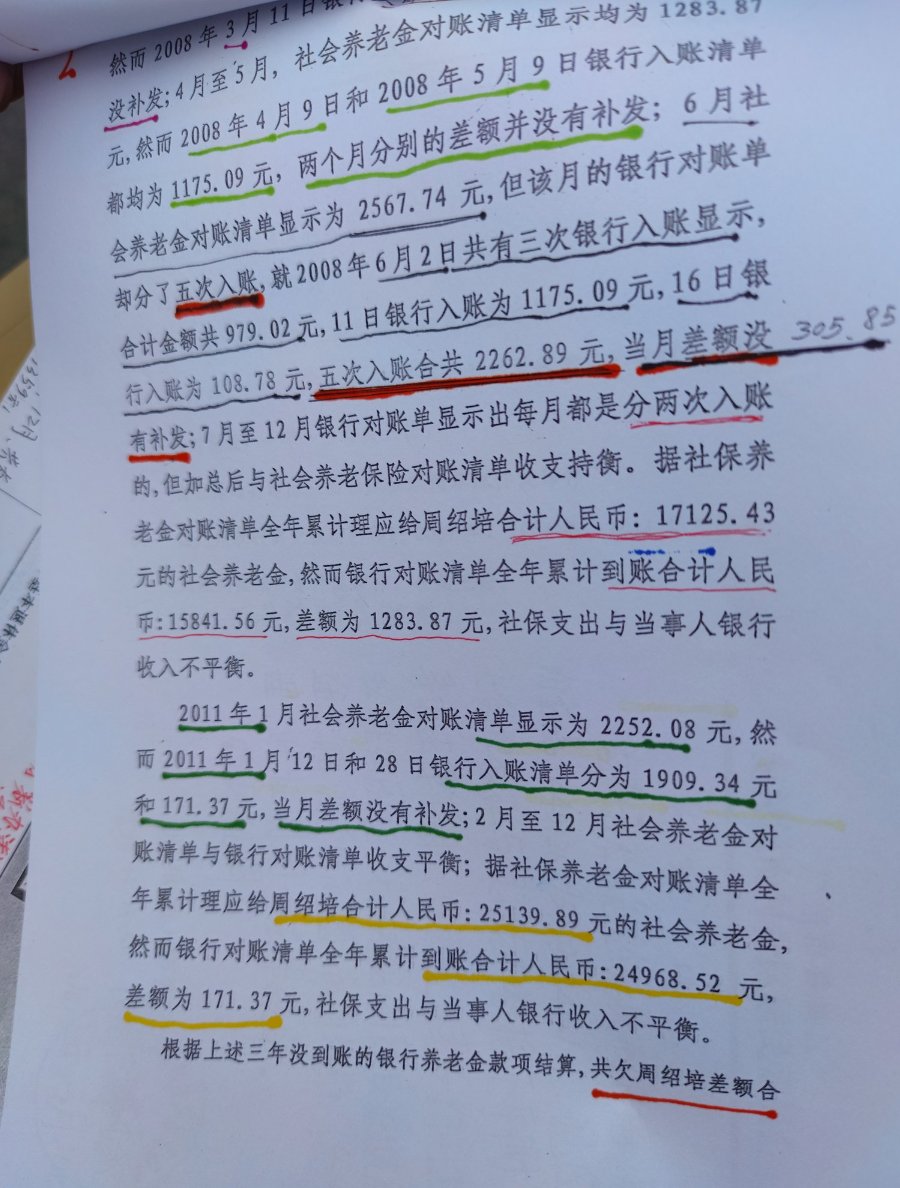 2
然而 2008 年 3 月 11 日银行
没补发;4月至5月，社会养老金对账清单显示均为 1283.87
元,然而 2008 年 4 月 9 日和 2008 年 5 月 9 日银行入账清单
都均为 1175.09 元，两个月分别的差额并没有补发；6 月社
会养老金对账清单显示为 2567.74 元,但该月的银行对账单
却分了五次入账,就2008年6月2日共有三次银行入账显示，
合计金额共 979.02 元,11 日银行入账为 1175.09 元,16 日银
行入账为 108.78 元,五次入账合共 2262.89 元,当月差额没 305.85
有补发;7月至12月银行对账单显示出每月都是分两次入账
的,但加总后与社会养老保险对账清单收支持衡。据社保养
老金对账清单全年累计理应给周绍培合计人民币：17125.43
元的社会养老金,然而银行对账清单全年累计到账合计人民
币:15841.56 元,差额为 1283.87 元,社保支出与当事人银行
收入不平衡。
2011 年 1 月社会养老金对账清单显示为 2252.08 元,然
而 2011 年 1 月 12 日和 28 日银行入账清单分为 1909.34 元
和 171.37 元,当月差额没有补发;2 月至 12 月社会养老金对
账清单与银行对账清单收支平衡；据社保养老金对账清单全
年累计理应给周绍培合计人民币:25139.89 元的社会养老金,
然而银行对账清单全年累计到账合计人民币:24968.52 元,
差额为 171.37 元,社保支出与当事人银行收入不平衡。
根据上述三年没到账的银行养老金款项结算,共欠周绍培差额合